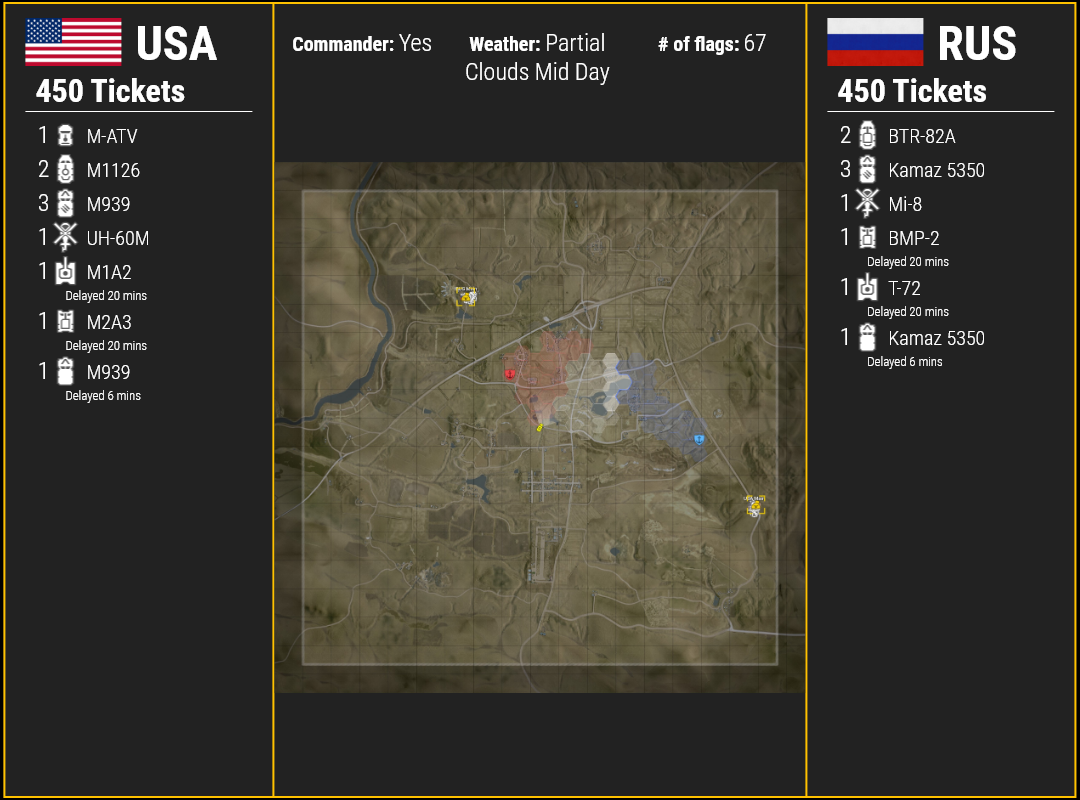 USA
450 Tickets
1 M-ATV
2 M1126
3 M939
1 UH-60M
1 M1A2
Delayed 20 mins
1 M2A3
Delayed 20 mins
1 M939
Delayed 6 mins
Commander: Yes
Weather: Partial
Clouds Mid Day
# of flags: 67
RUS
450 Tickets
2 BTR-82A
3 Kamaz 5350
1 Mi-8
1 BMP-2
Delayed 20 mins
1 T-72
Delayed 20 mins
1 Kamaz 5350
Delayed 6 mins